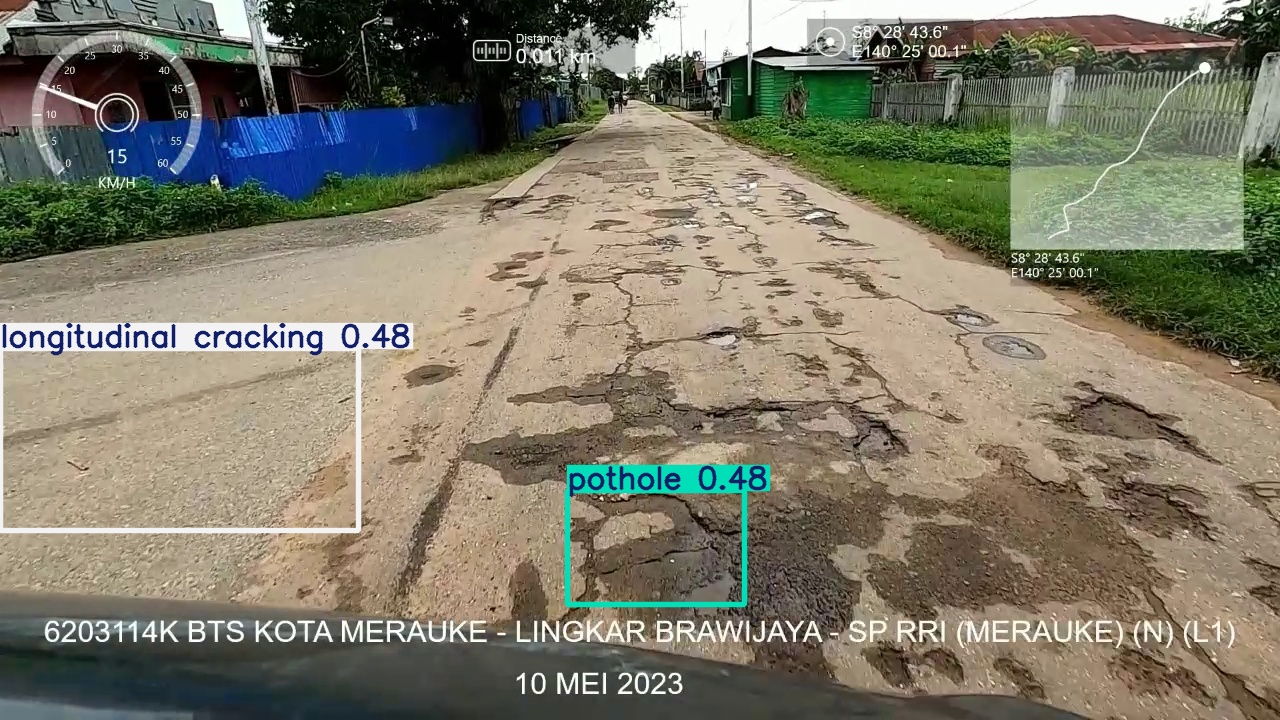 0
5
10
15
20
25
30
35
40
45
50
55
60
15
KM/H
Distance
0.011 km
S8° 28' 43.6"
E140° 25' 00.1"
S8° 28' 43.6"
E140° 25' 00.1"
longitudinal cracking 0.48
pothole 0.48
6203114K BTS KOTA MERAUKE - LINGKAR BRAWIJAYA - SP RRI (MERAUKE) (N) (L1)
10 MEI 2023